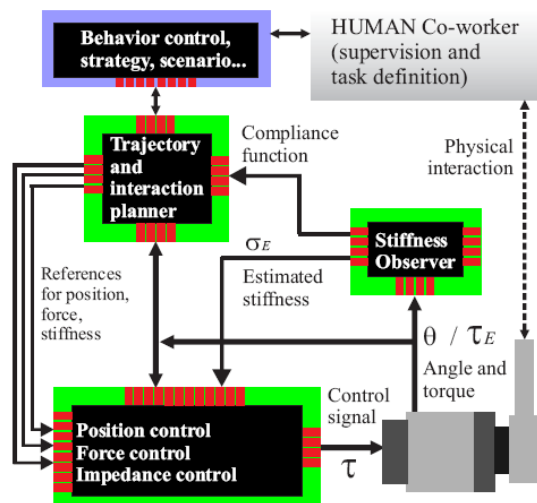 Behavior control,
strategy, scenario...
HUMAN Co-worker
(supervision and
task definition)
Trajectory
and
interaction
planner
Compliance
function
Physical
interaction
σE
Stiffness
Observer
Estimated
stiffness
References
for position,
force,
stiffness
θ / τE
Angle and
torque
Control
signal
τ
Position control
Force control
Impedance control